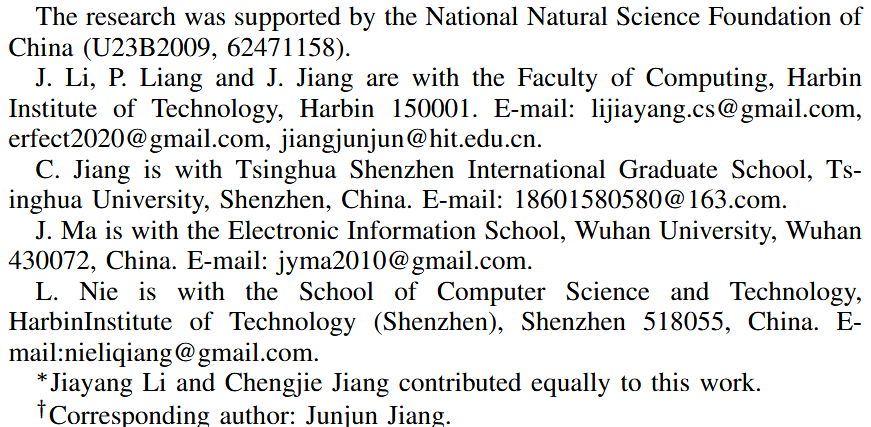 The research was supported by the National Natural Science Foundation of
China (U23B2009, 62471158).
J. Li, P. Liang and J. Jiang are with the Faculty of Computing, Harbin
Institute of Technology, Harbin 150001. E-mail: lijiayang.cs@gmail.com,
erfect2020@gmail.com, jiangjunjun@hit.edu.cn.
C. Jiang is with Tsinghua Shenzhen International Graduate School, Ts-
inghua University, Shenzhen, China. E-mail: 18601580580@163.com.
J. Ma is with the Electronic Information School, Wuhan University, Wuhan
430072, China. E-mail: jyma2010@gmail.com.
L. Nie is with the School of Computer Science and Technology,
HarbinInstitute of Technology (Shenzhen), Shenzhen 518055, China. E-
mail:nieliqiang@gmail.com.
*Jiayang Li and Chengjie Jiang contributed equally to this work.
†Corresponding author: Junjun Jiang.